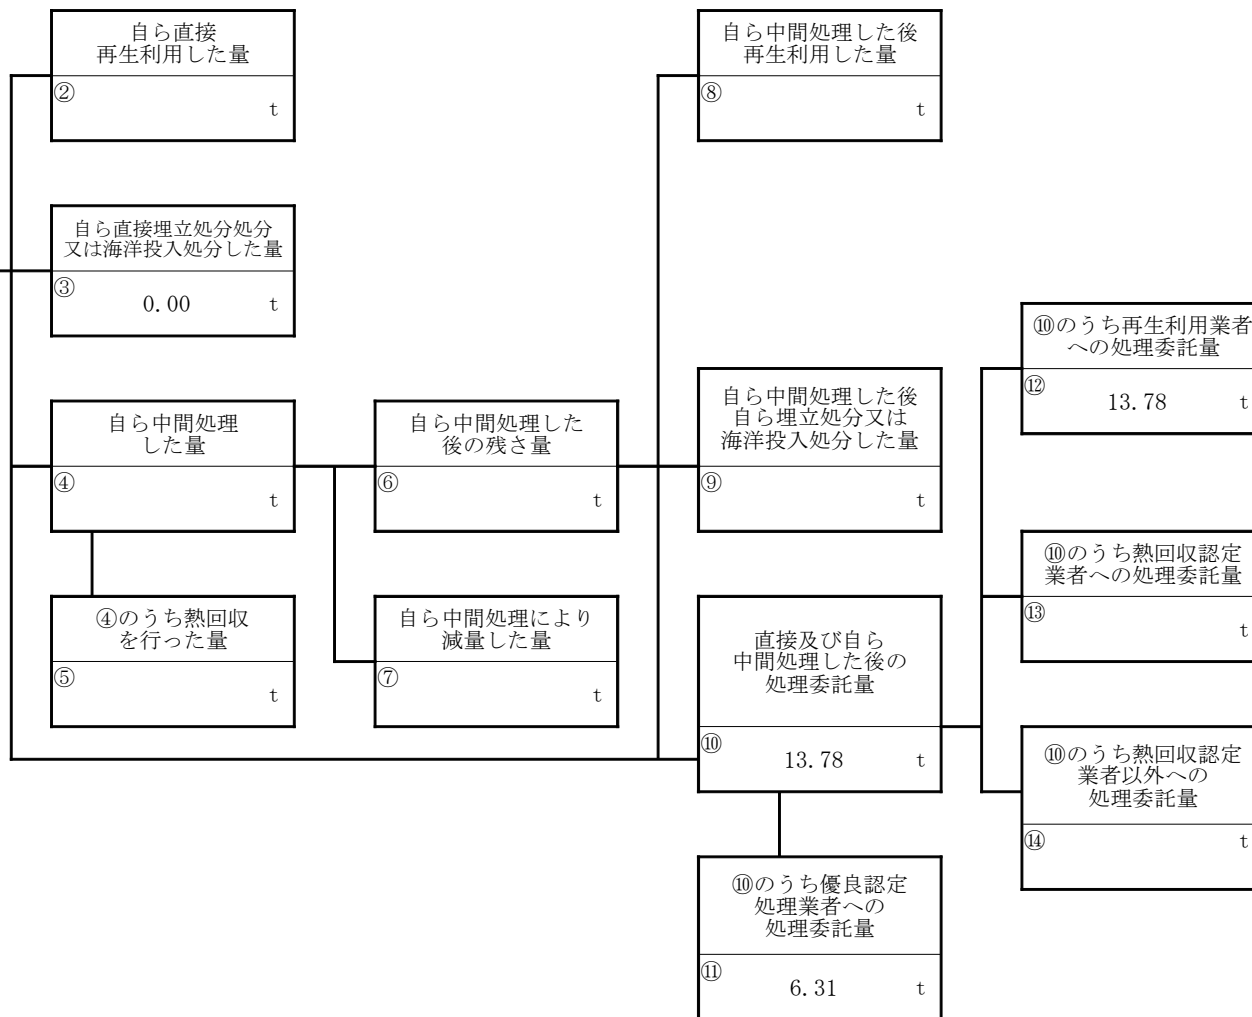 自ら直接
再生利用した量
②
t
自ら中間処理した後
再生利用した量
⑧
t
自ら直接埋立処分処分
又は海洋投入処分した量
③
0.00 t
⑩のうち再生利用業者
への処理委託量
⑫
13.78 t
自ら中間処理
した量
④
t
自ら中間処理した
後の残さ量
⑥
t
自ら中間処理した後
自ら埋立処分又は
海洋投入処分した量
⑨
t
⑩のうち熱回収認定
業者への処理委託量
⑬
t
④のうち熱回収
を行った量
⑤
t
自ら中間処理により
減量した量
⑦
t
直接及び自ら
中間処理した後の
処理委託量
⑩
13.78 t
⑩のうち熱回収認定
業者以外への
処理委託量
⑭
t
⑩のうち優良認定
処理業者への
処理委託量
⑪
6.31 t